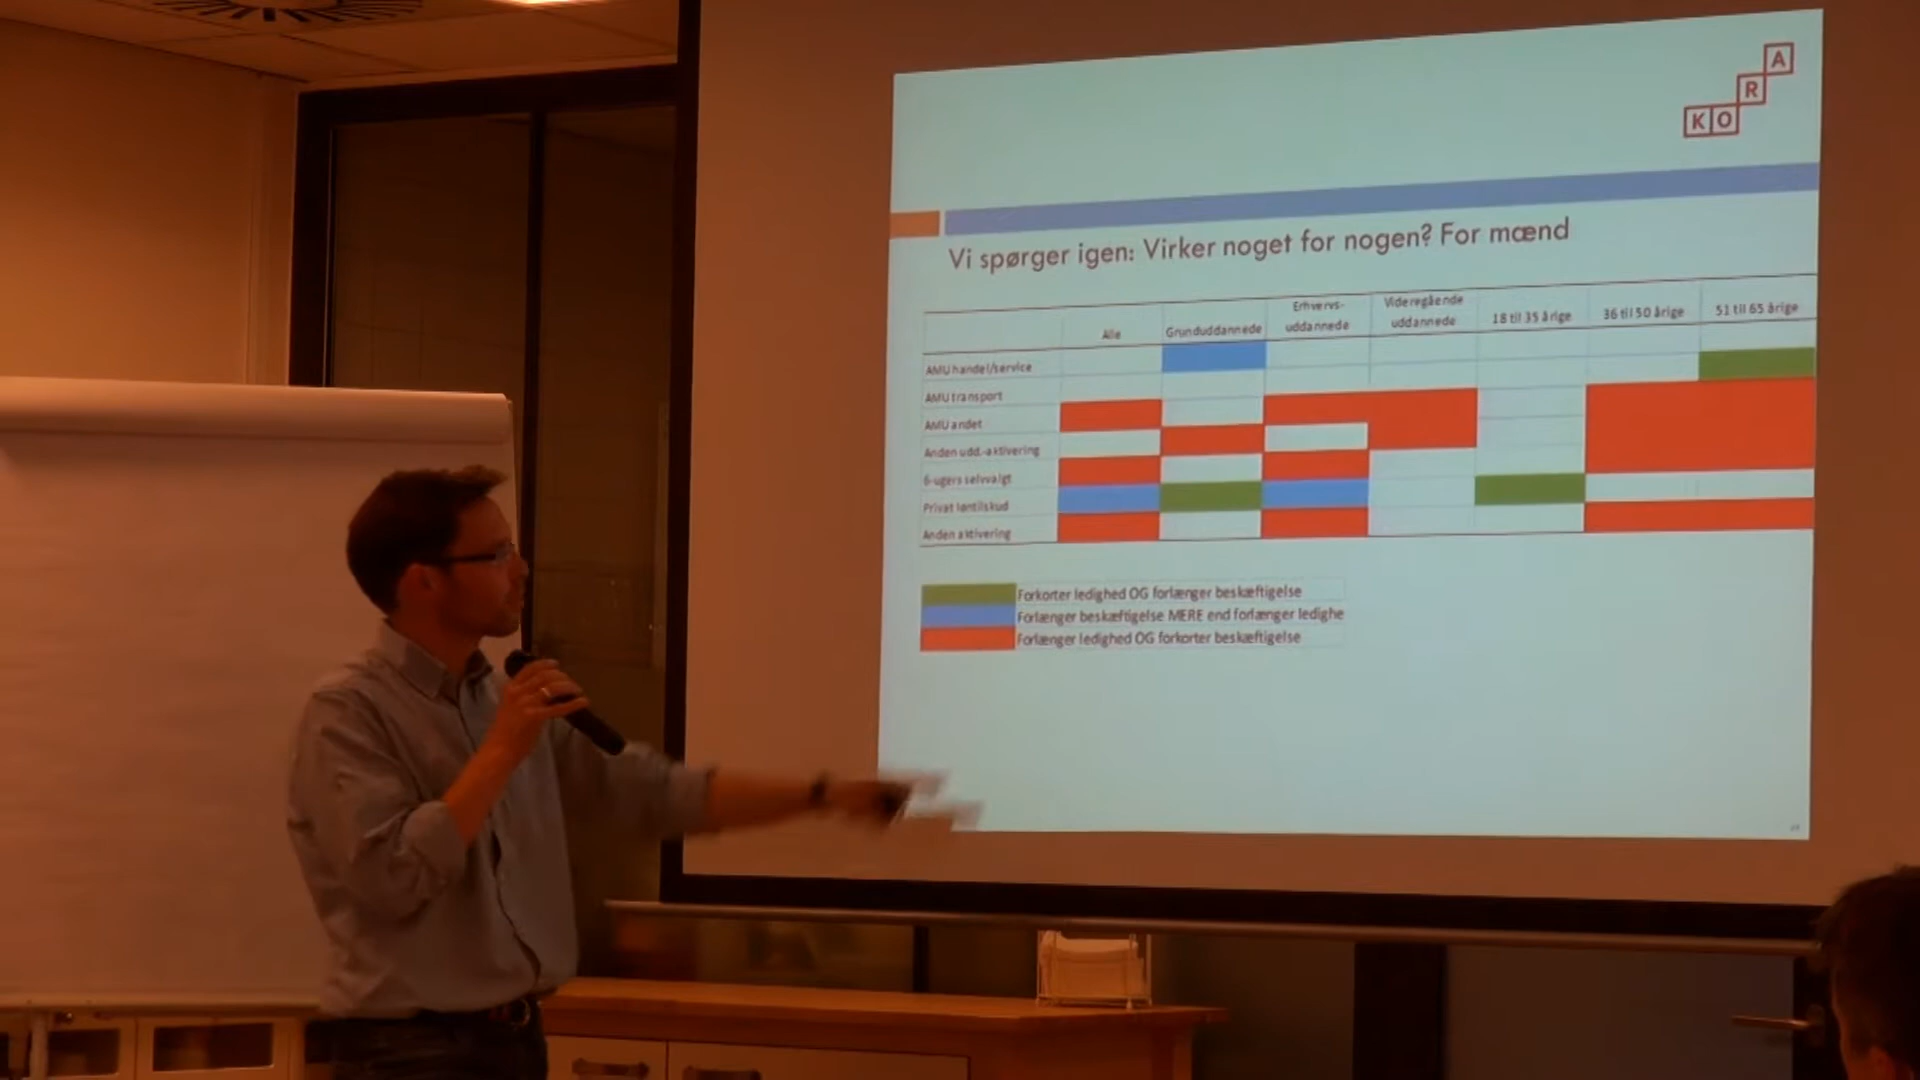 KORA
Vi spørger igen: Virker noget for nogen? For mænd
Alle
Grunduddannede
Erhvervs-
uddannede
Videregående
uddannede
18 til 35 årige
36 til 50 årige
51 til 65 årige
AMU handel/service
AMU transport
AMU andet
Anden udd.-aktivering
6-ugers selvvalgt
Privat løntilskud
Anden aktivering
Forkorter ledighed OG forlænger beskæftigelse
Forlænger beskæftigelse MERE end forlænger ledighe
Forlænger ledighed OG forkorter beskæftigelse